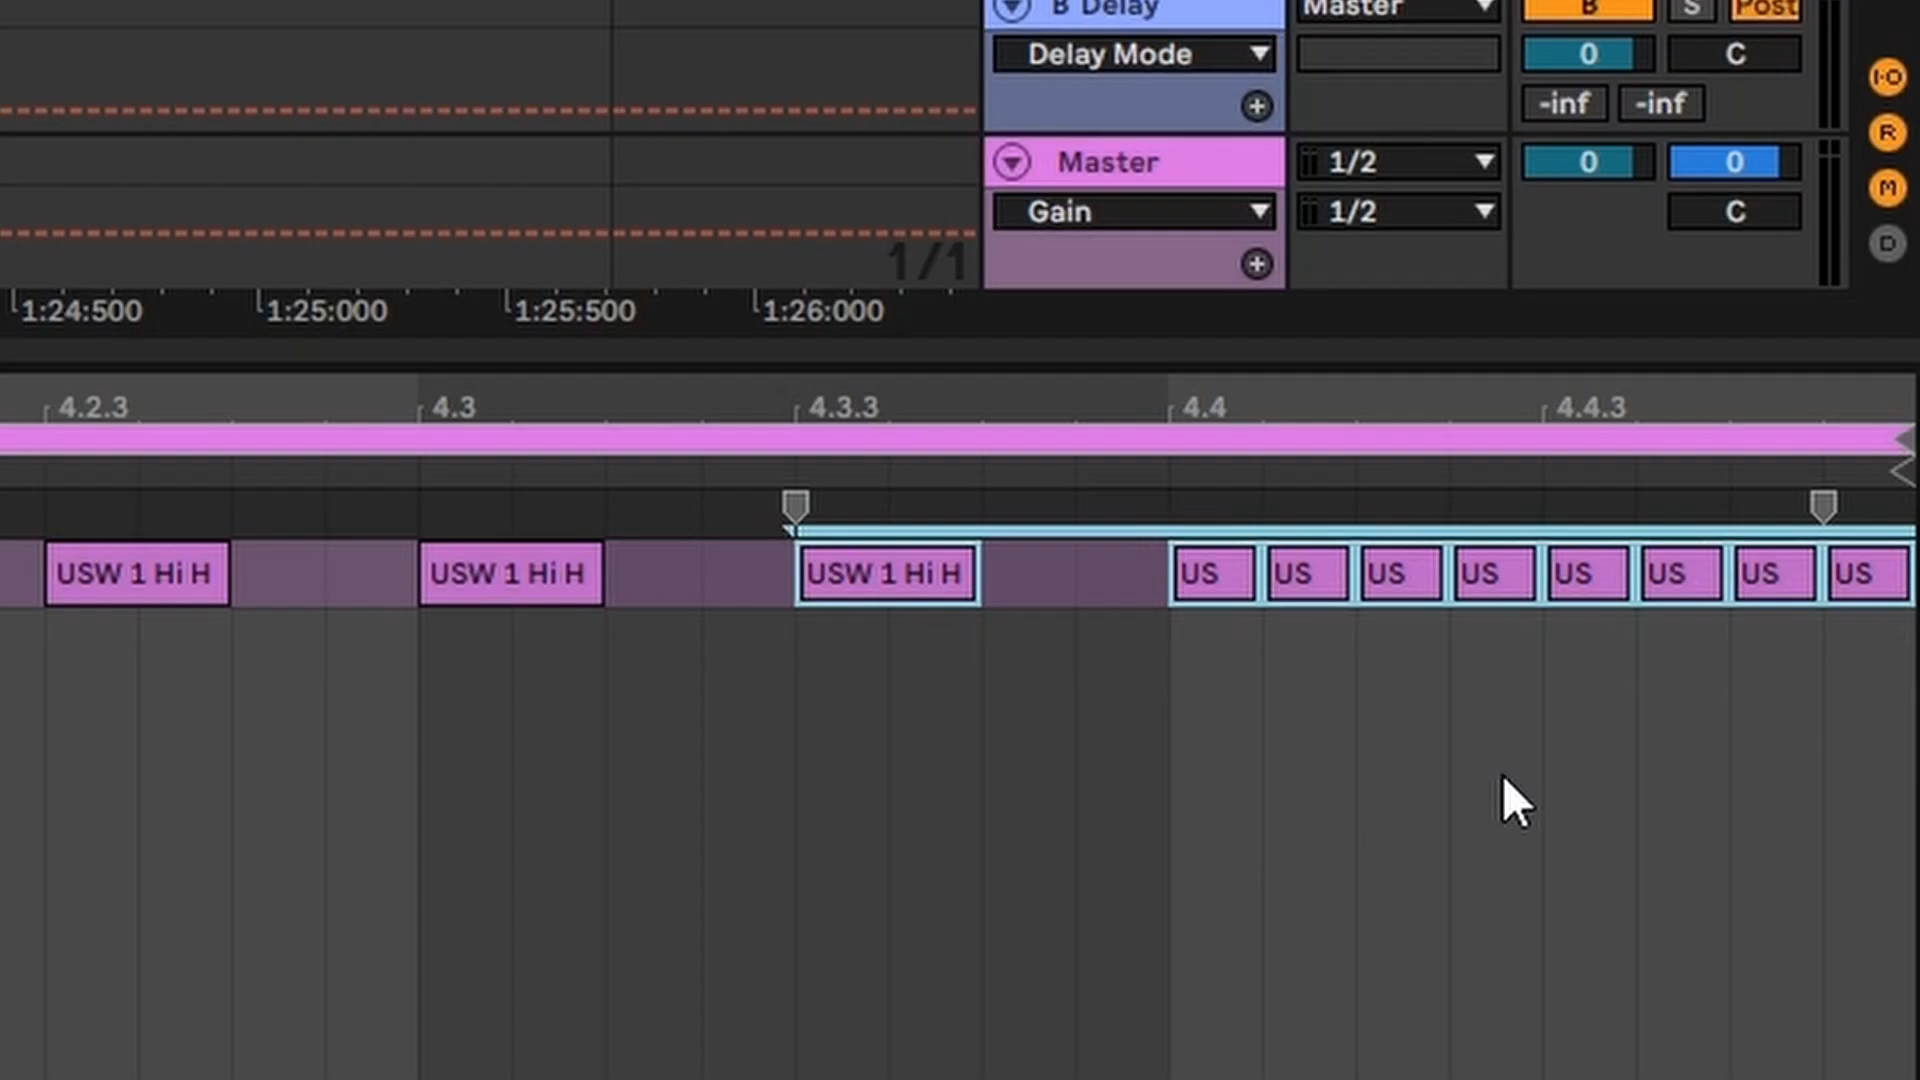 B Delay Master B S Post
Delay Mode 0 C
-inf -inf
Master 1/2 0 0
Gain 1/2 C
1/1
I·O
R
M
D
1:24:500 1:25:000 1:25:500 1:26:000
4.2.3 4.3 4.3.3 4.4 4.4.3
USW 1 Hi H USW 1 Hi H USW 1 Hi H US US US US US US US US